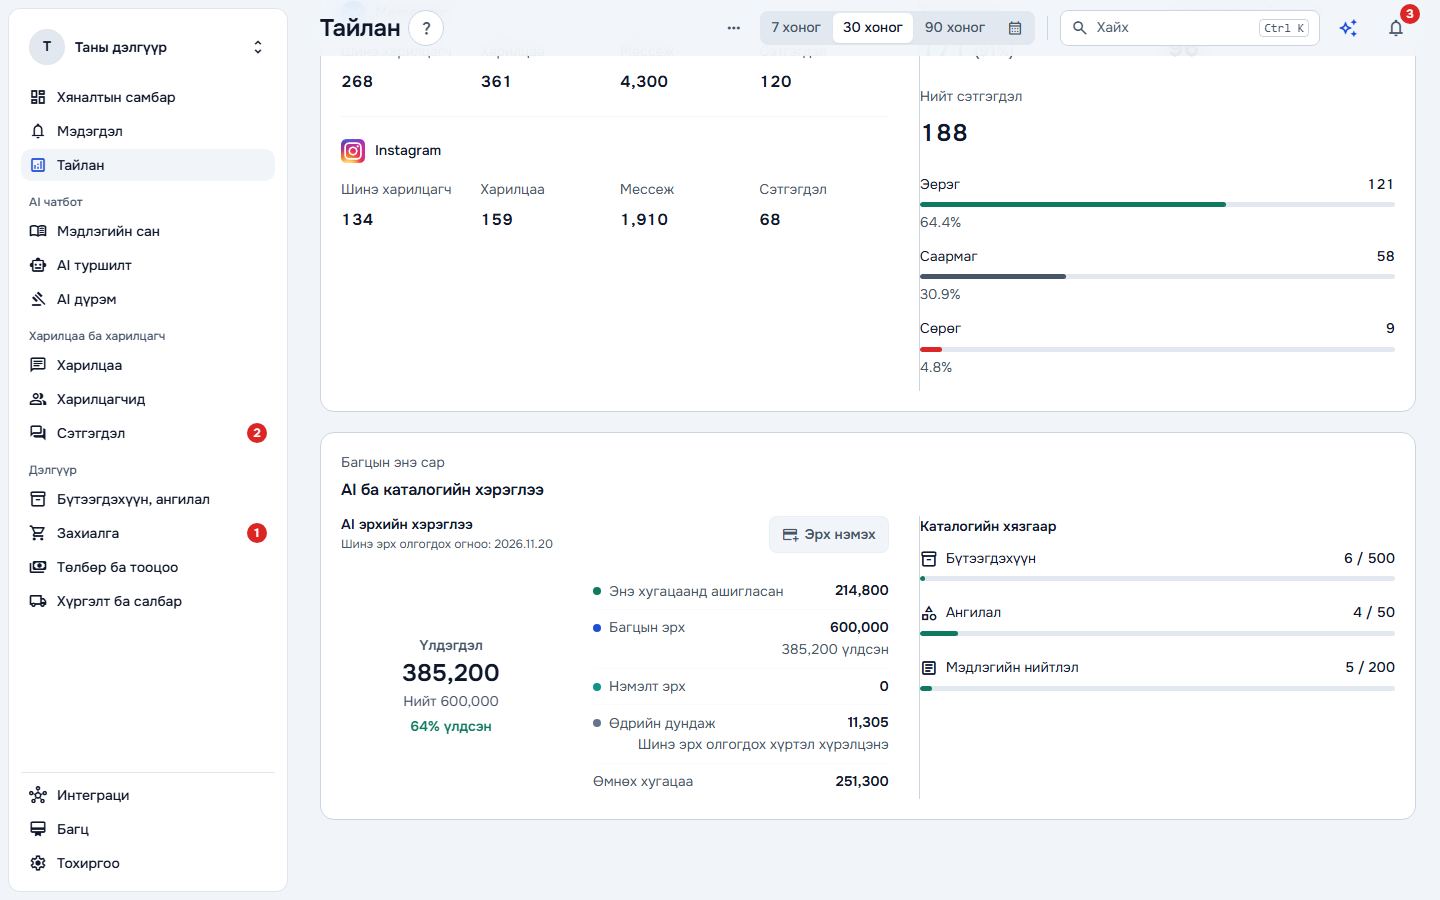 Т
Таны дэлгүүр
Хяналтын самбар
Мэдэгдэл
Тайлан
AI чатбот
Мэдлэгийн сан
AI туршилт
AI дүрэм
Харилцаа ба харилцагч
Харилцаа
Харилцагчид
Сэтгэгдэл 2
Дэлгүүр
Бүтээгдэхүүн, ангилал
Захиалга 1
Төлбөр ба тооцоо
Хүргэлт ба салбар
Интеграци
Багц
Тохиргоо
Тайлан ?
7 хоног 30 хоног 90 хоног
Хайх Ctrl K
3
268 361 4,300 120
Instagram
Шинэ харилцагч Харилцаа Мессеж Сэтгэгдэл
134 159 1,910 68
Нийт сэтгэгдэл
188
Эерэг 121
64.4%
Саармаг 58
30.9%
Сөрөг 9
4.8%
Багцын энэ сар
AI ба каталогийн хэрэглээ
AI эрхийн хэрэглээ
Шинэ эрх олгогдох огноо: 2026.11.20
Эрх нэмэх
Үлдэгдэл
385,200
Нийт 600,000
64% үлдсэн
Энэ хугацаанд ашигласан 214,800
Багцын эрх 600,000
385,200 үлдсэн
Нэмэлт эрх 0
Өдрийн дундаж 11,305
Шинэ эрх олгогдох хүртэл хүрэлцэнэ
Өмнөх хугацаа 251,300
Каталогийн хязгаар
Бүтээгдэхүүн 6 / 500
Ангилал 4 / 50
Мэдлэгийн нийтлэл 5 / 200